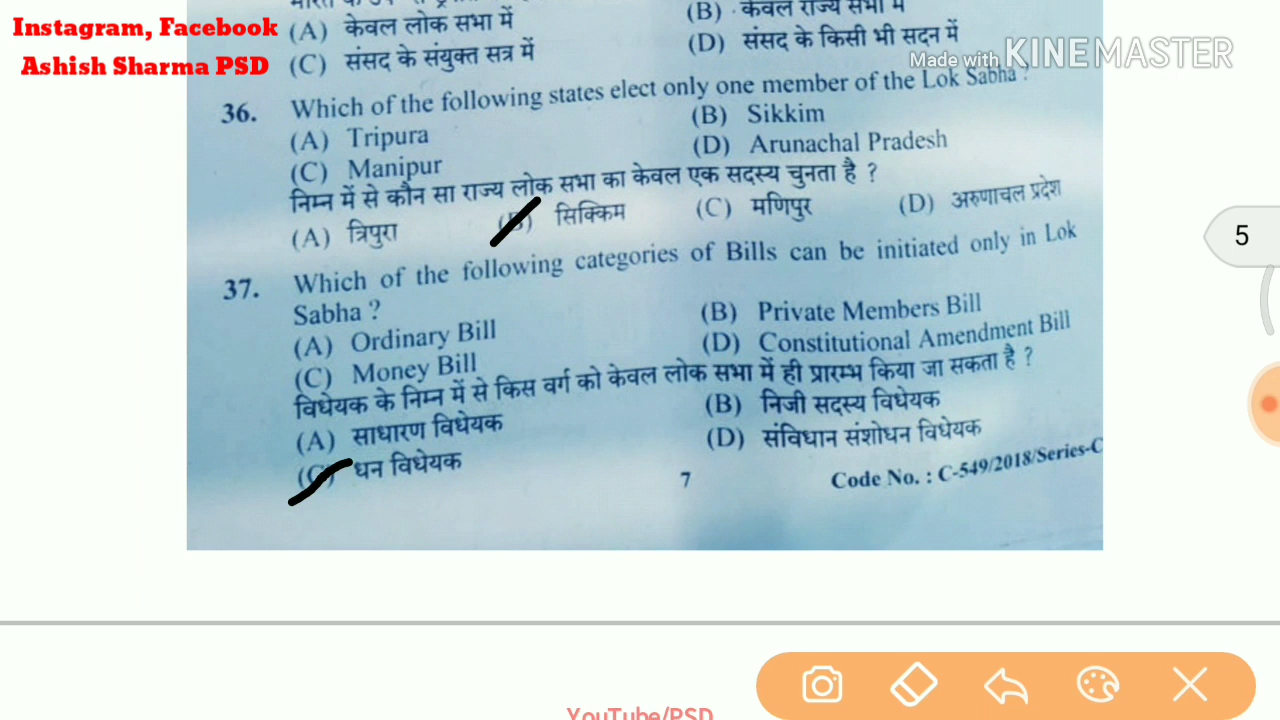 Instagram, Facebook
Ashish Sharma PSD
(A) केवल लोक सभा में (B) केवल राज्य सभा में
(C) संसद के संयुक्त सत्र में (D) संसद के किसी भी सदन में
Made with KINEMASTER
36. Which of the following states elect only one member of the Lok Sabha ?
(A) Tripura (B) Sikkim
(C) Manipur (D) Arunachal Pradesh
निम्न में से कौन सा राज्य लोक सभा का केवल एक सदस्य चुनता है ?
(A) त्रिपुरा (B) सिक्किम (C) मणिपुर (D) अरुणाचल प्रदेश
5
37. Which of the following categories of Bills can be initiated only in Lok
Sabha ?
(A) Ordinary Bill (B) Private Members Bill
(C) Money Bill (D) Constitutional Amendment Bill
विधेयक के निम्न में से किस वर्ग को केवल लोक सभा में ही प्रारम्भ किया जा सकता है ?
(A) साधारण विधेयक (B) निजी सदस्य विधेयक
(C) धन विधेयक (D) संविधान संशोधन विधेयक
7 Code No. : C-549/2018/Series-C
YouTube/PSD